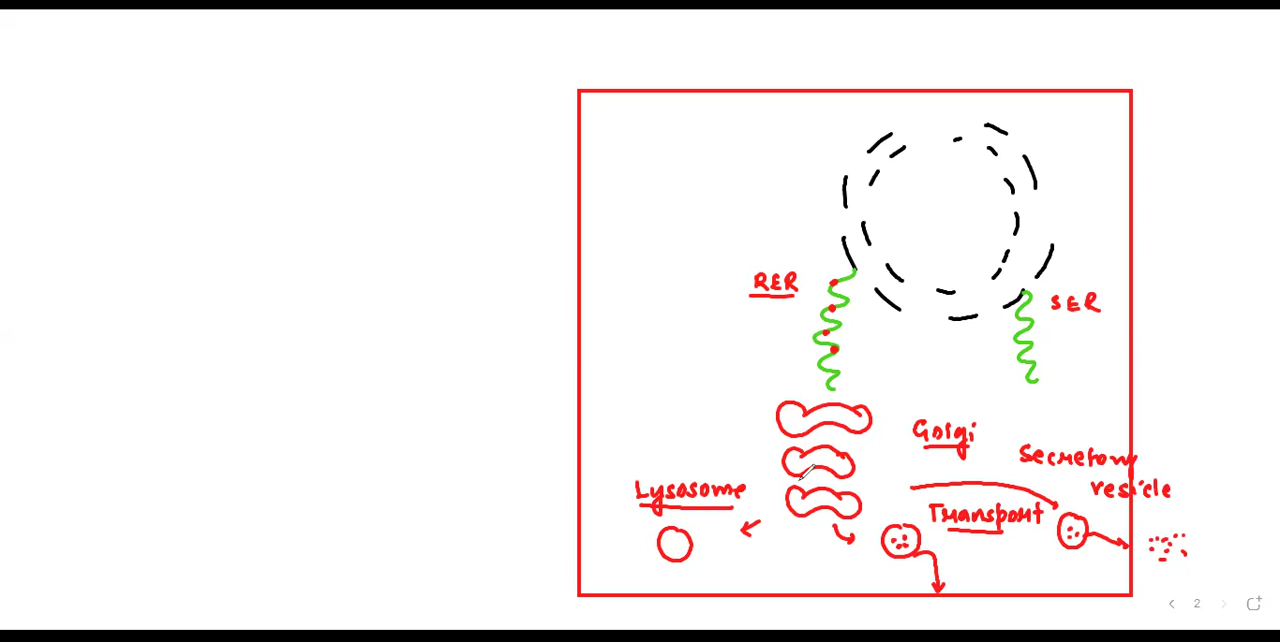 RER
SER
Golgi
Secretory
vesicle
Lysosome
Transport
2